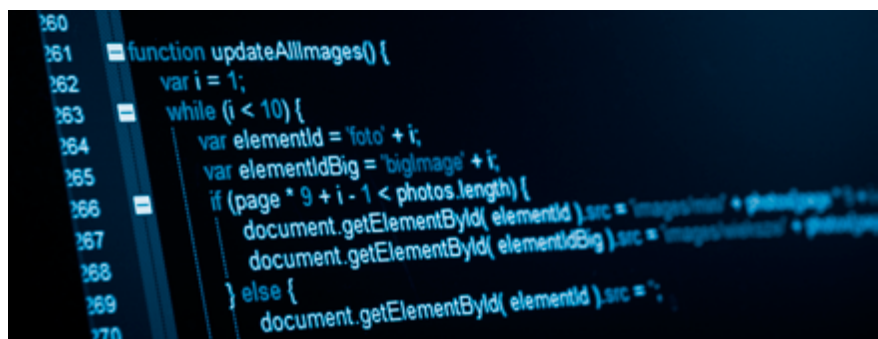 260
261 function updateAllImages() {
262 var i = 1;
263 while (i < 10) {
264 var elementId = 'foto' + i;
265 var elementIdBig = 'bigImage' + i;
266 if (page * 9 + i - 1 < photos.length) {
267 document.getElementById( elementId ).src =
268 document.getElementById( elementIdBig ).src =
269 } else {
270 document.getElementById( elementId ).src = '';